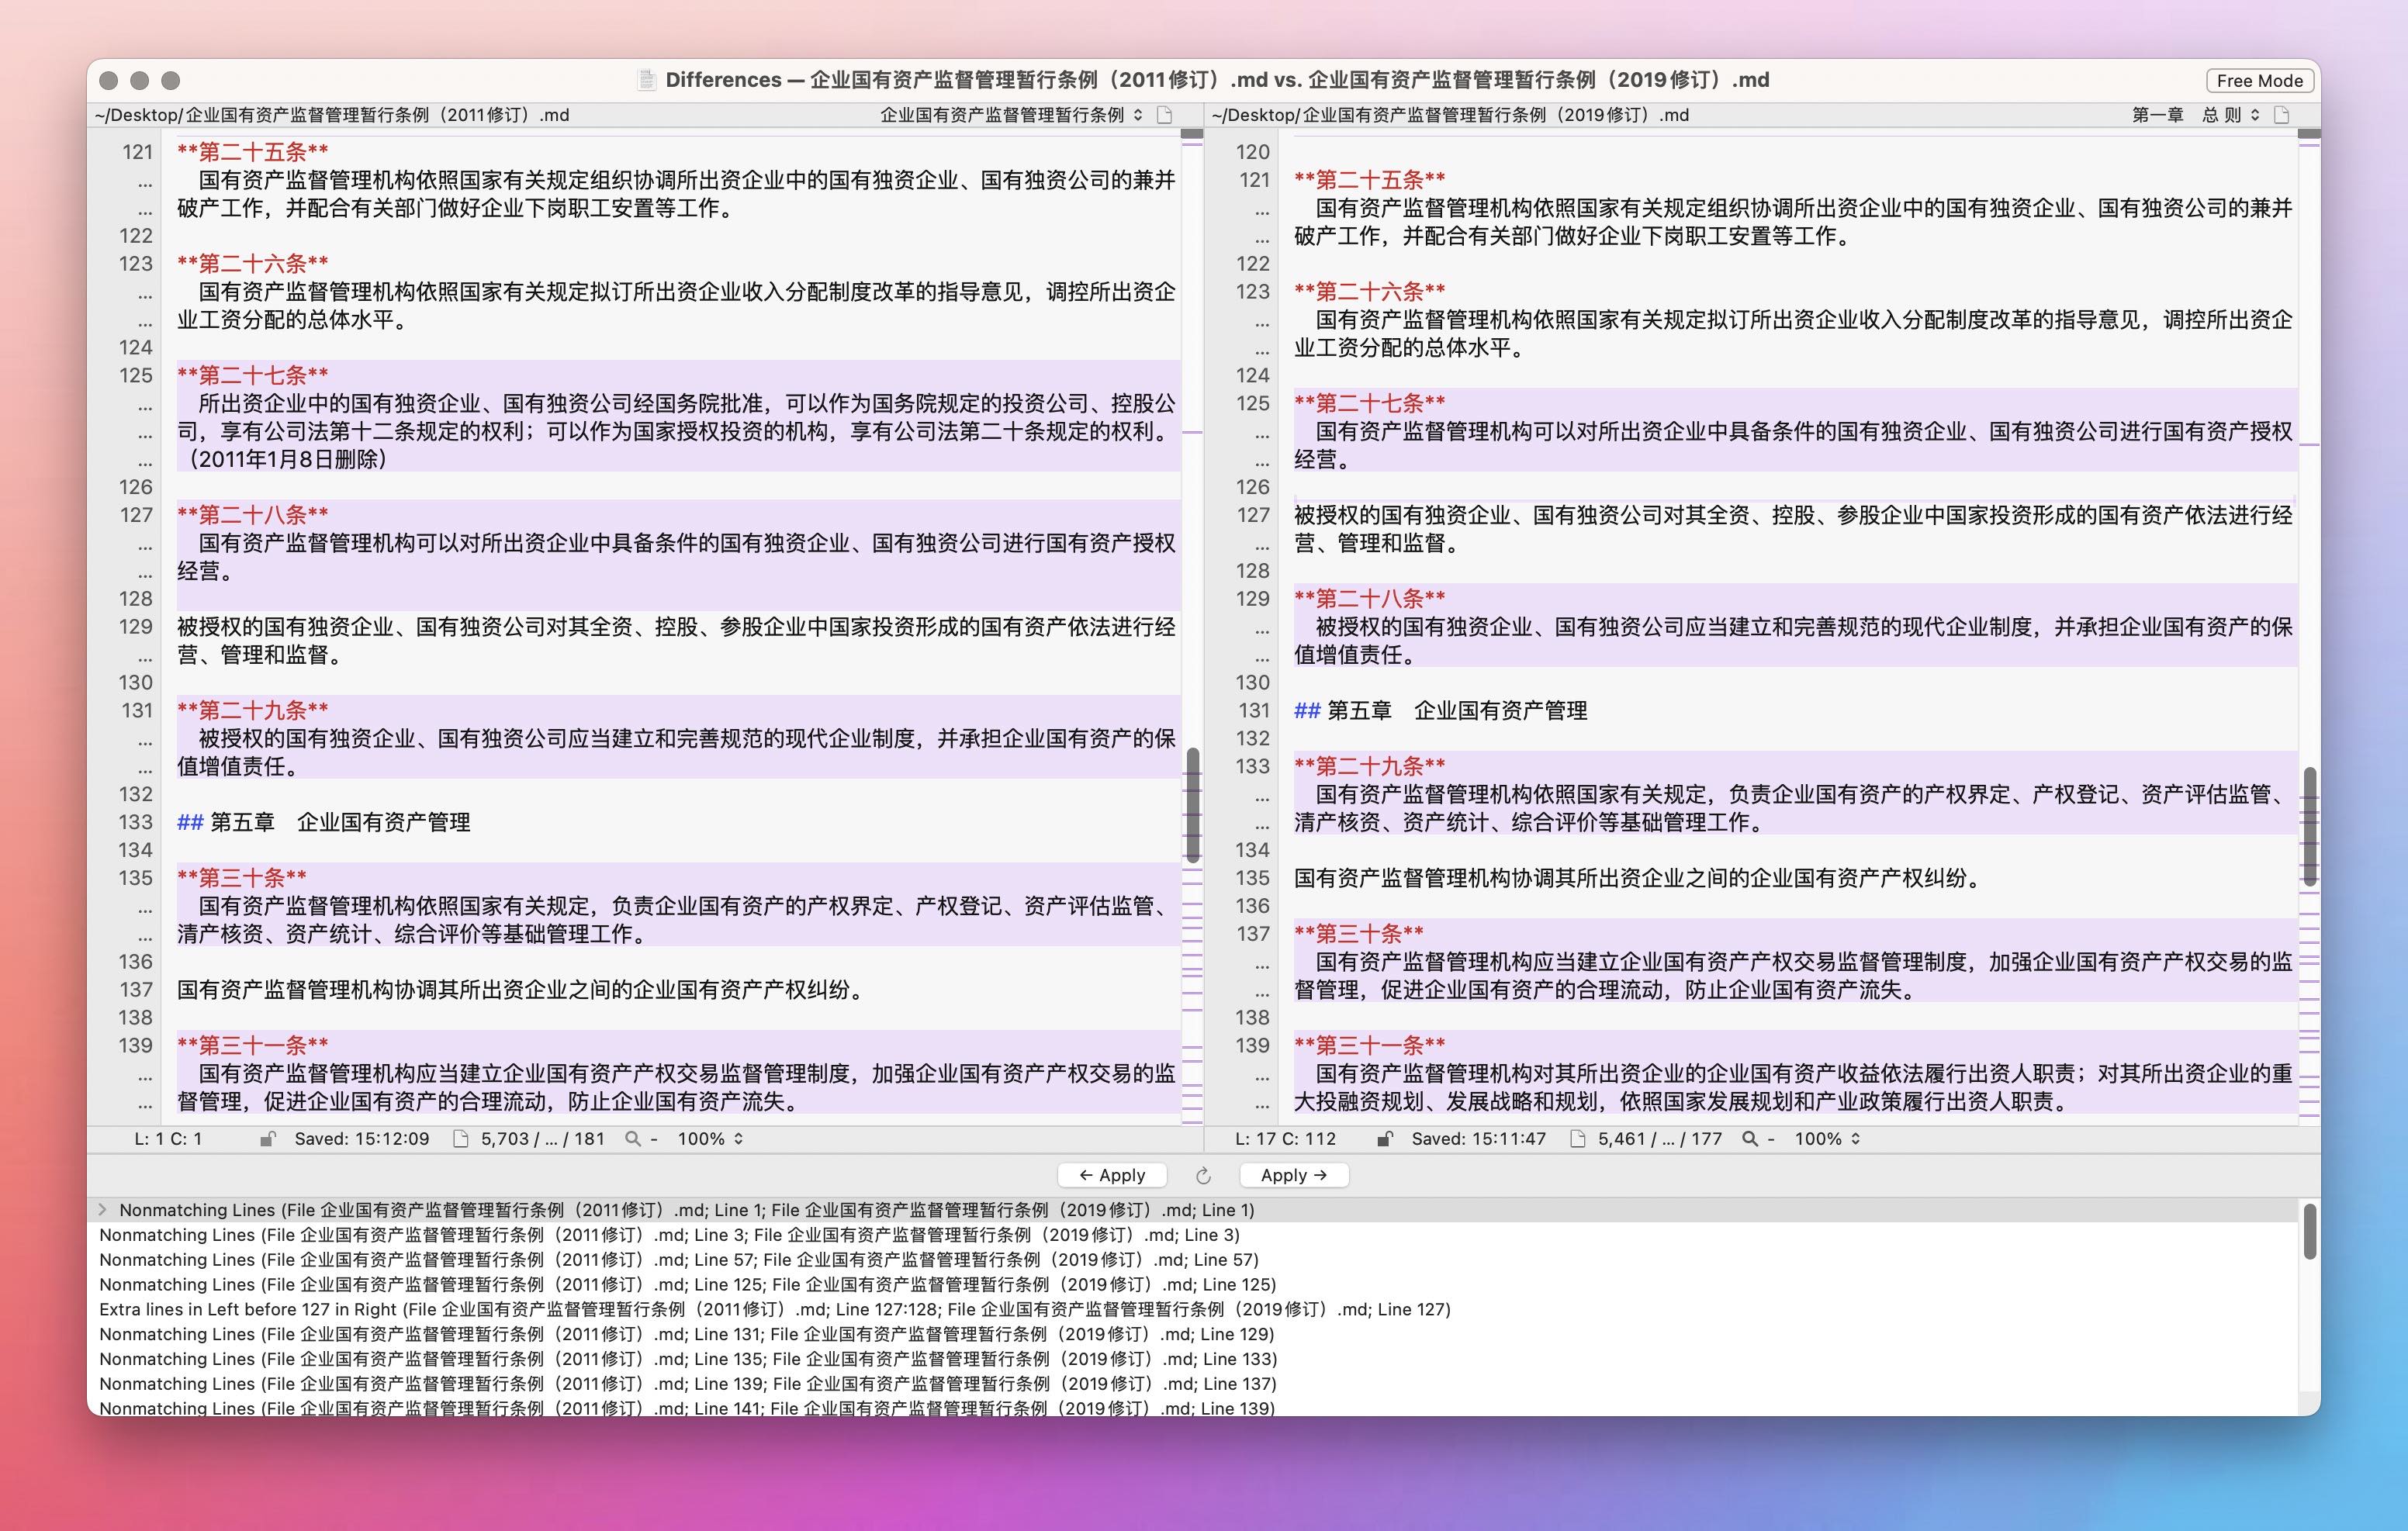 Differences — 企业国有资产监督管理暂行条例（2011修订）.md vs. 企业国有资产监督管理暂行条例（2019修订）.md
Free Mode
~/Desktop/企业国有资产监督管理暂行条例（2011修订）.md
企业国有资产监督管理暂行条例
121 **第二十五条**
... 国有资产监督管理机构依照国家有关规定组织协调所出资企业中的国有独资企业、国有独资公司的兼并
... 破产工作，并配合有关部门做好企业下岗职工安置等工作。
122
123 **第二十六条**
... 国有资产监督管理机构依照国家有关规定拟订所出资企业收入分配制度改革的指导意见，调控所出资企
... 业工资分配的总体水平。
124
125 **第二十七条**
... 所出资企业中的国有独资企业、国有独资公司经国务院批准，可以作为国务院规定的投资公司、控股公
... 司，享有公司法第十二条规定的权利；可以作为国家授权投资的机构，享有公司法第二十条规定的权利。
... （2011年1月8日删除）
126
127 **第二十八条**
... 国有资产监督管理机构可以对所出资企业中具备条件的国有独资企业、国有独资公司进行国有资产授权
... 经营。
128
129 被授权的国有独资企业、国有独资公司对其全资、控股、参股企业中国家投资形成的国有资产依法进行经
... 营、管理和监督。
130
131 **第二十九条**
... 被授权的国有独资企业、国有独资公司应当建立和完善规范的现代企业制度，并承担企业国有资产的保
... 值增值责任。
132
133 ## 第五章　企业国有资产管理
134
135 **第三十条**
... 国有资产监督管理机构依照国家有关规定，负责企业国有资产的产权界定、产权登记、资产评估监管、
... 清产核资、资产统计、综合评价等基础管理工作。
136
137 国有资产监督管理机构协调其所出资企业之间的企业国有资产产权纠纷。
138
139 **第三十一条**
... 国有资产监督管理机构应当建立企业国有资产产权交易监督管理制度，加强企业国有资产产权交易的监
... 督管理，促进企业国有资产的合理流动，防止企业国有资产流失。
L: 1 C: 1 Saved: 15:12:09 5,703 / ... / 181 - 100%
~/Desktop/企业国有资产监督管理暂行条例（2019修订）.md
第一章　总 则
120
121 **第二十五条**
... 国有资产监督管理机构依照国家有关规定组织协调所出资企业中的国有独资企业、国有独资公司的兼并
... 破产工作，并配合有关部门做好企业下岗职工安置等工作。
122
123 **第二十六条**
... 国有资产监督管理机构依照国家有关规定拟订所出资企业收入分配制度改革的指导意见，调控所出资企
... 业工资分配的总体水平。
124
125 **第二十七条**
... 国有资产监督管理机构可以对所出资企业中具备条件的国有独资企业、国有独资公司进行国有资产授权
... 经营。
126
127 被授权的国有独资企业、国有独资公司对其全资、控股、参股企业中国家投资形成的国有资产依法进行经
... 营、管理和监督。
128
129 **第二十八条**
... 被授权的国有独资企业、国有独资公司应当建立和完善规范的现代企业制度，并承担企业国有资产的保
... 值增值责任。
130
131 ## 第五章　企业国有资产管理
132
133 **第二十九条**
... 国有资产监督管理机构依照国家有关规定，负责企业国有资产的产权界定、产权登记、资产评估监管、
... 清产核资、资产统计、综合评价等基础管理工作。
134
135 国有资产监督管理机构协调其所出资企业之间的企业国有资产产权纠纷。
136
137 **第三十条**
... 国有资产监督管理机构应当建立企业国有资产产权交易监督管理制度，加强企业国有资产产权交易的监
... 督管理，促进企业国有资产的合理流动，防止企业国有资产流失。
138
139 **第三十一条**
... 国有资产监督管理机构对其所出资企业的企业国有资产收益依法履行出资人职责；对其所出资企业的重
... 大投融资规划、发展战略和规划，依照国家发展规划和产业政策履行出资人职责。
L: 17 C: 112 Saved: 15:11:47 5,461 / ... / 177 - 100%
← Apply
Apply →
Nonmatching Lines (File 企业国有资产监督管理暂行条例（2011修订）.md; Line 1; File 企业国有资产监督管理暂行条例（2019修订）.md; Line 1)
Nonmatching Lines (File 企业国有资产监督管理暂行条例（2011修订）.md; Line 3; File 企业国有资产监督管理暂行条例（2019修订）.md; Line 3)
Nonmatching Lines (File 企业国有资产监督管理暂行条例（2011修订）.md; Line 57; File 企业国有资产监督管理暂行条例（2019修订）.md; Line 57)
Nonmatching Lines (File 企业国有资产监督管理暂行条例（2011修订）.md; Line 125; File 企业国有资产监督管理暂行条例（2019修订）.md; Line 125)
Extra lines in Left before 127 in Right (File 企业国有资产监督管理暂行条例（2011修订）.md; Line 127:128; File 企业国有资产监督管理暂行条例（2019修订）.md; Line 127)
Nonmatching Lines (File 企业国有资产监督管理暂行条例（2011修订）.md; Line 131; File 企业国有资产监督管理暂行条例（2019修订）.md; Line 129)
Nonmatching Lines (File 企业国有资产监督管理暂行条例（2011修订）.md; Line 135; File 企业国有资产监督管理暂行条例（2019修订）.md; Line 133)
Nonmatching Lines (File 企业国有资产监督管理暂行条例（2011修订）.md; Line 139; File 企业国有资产监督管理暂行条例（2019修订）.md; Line 137)
Nonmatching Lines (File 企业国有资产监督管理暂行条例（2011修订）.md; Line 141; File 企业国有资产监督管理暂行条例（2019修订）.md; Line 139)